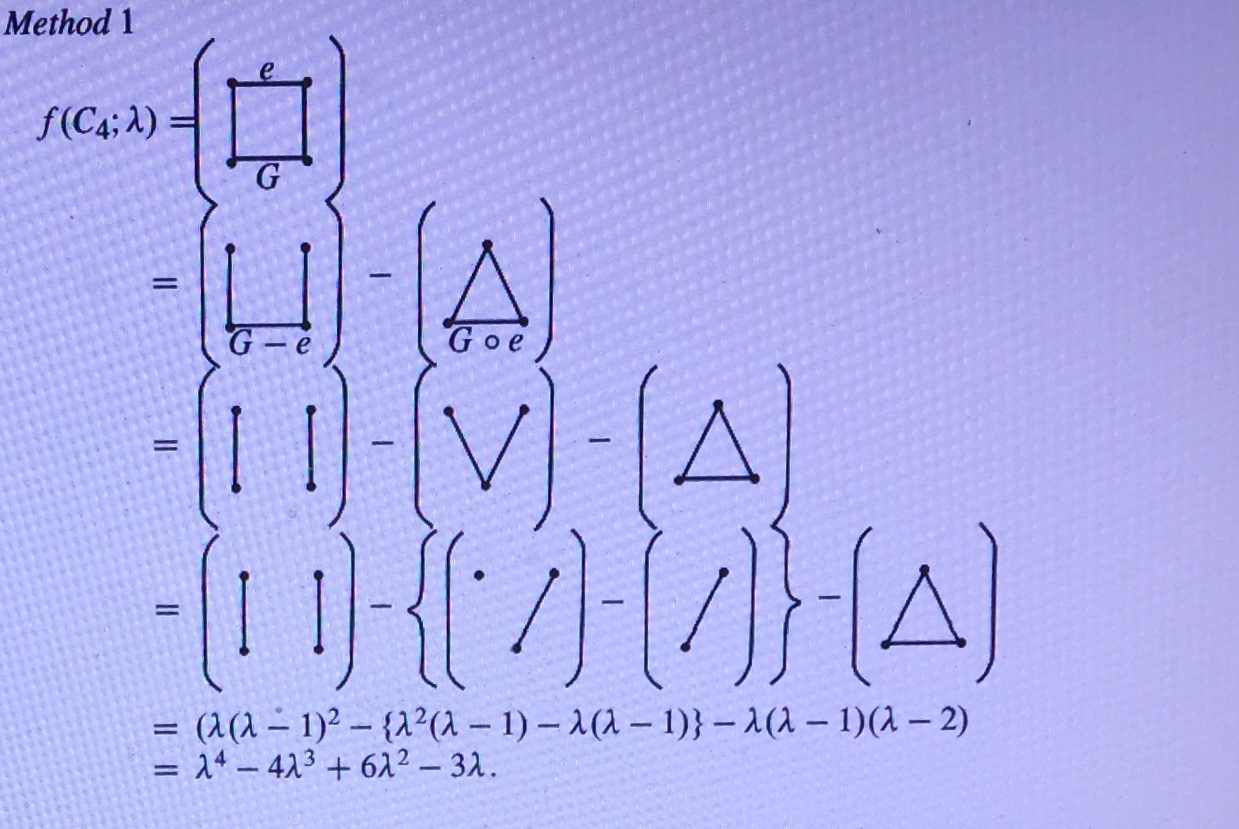 Method 1
e
f(C₄; λ) =
G
= −
G − e G ∘ e
= − −
= − { − } −
= (λ(λ − 1)² − {λ²(λ − 1) − λ(λ − 1)} − λ(λ − 1)(λ − 2)
= λ⁴ − 4λ³ + 6λ² − 3λ.